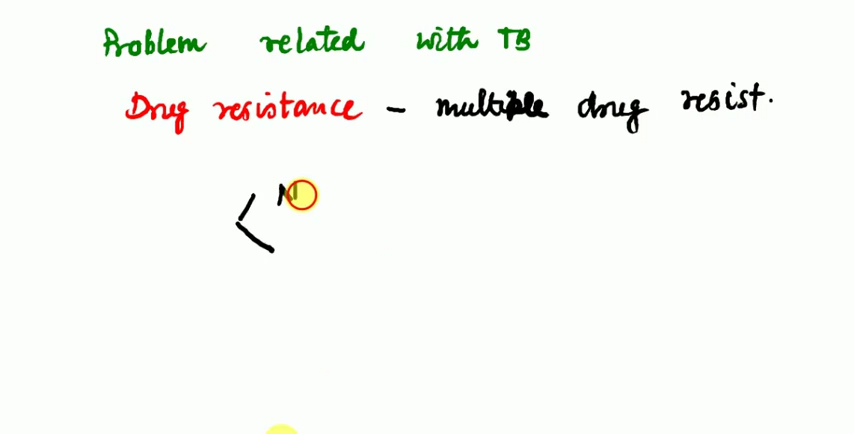 Problem related with TB
Drug resistance - multiple drug resist.